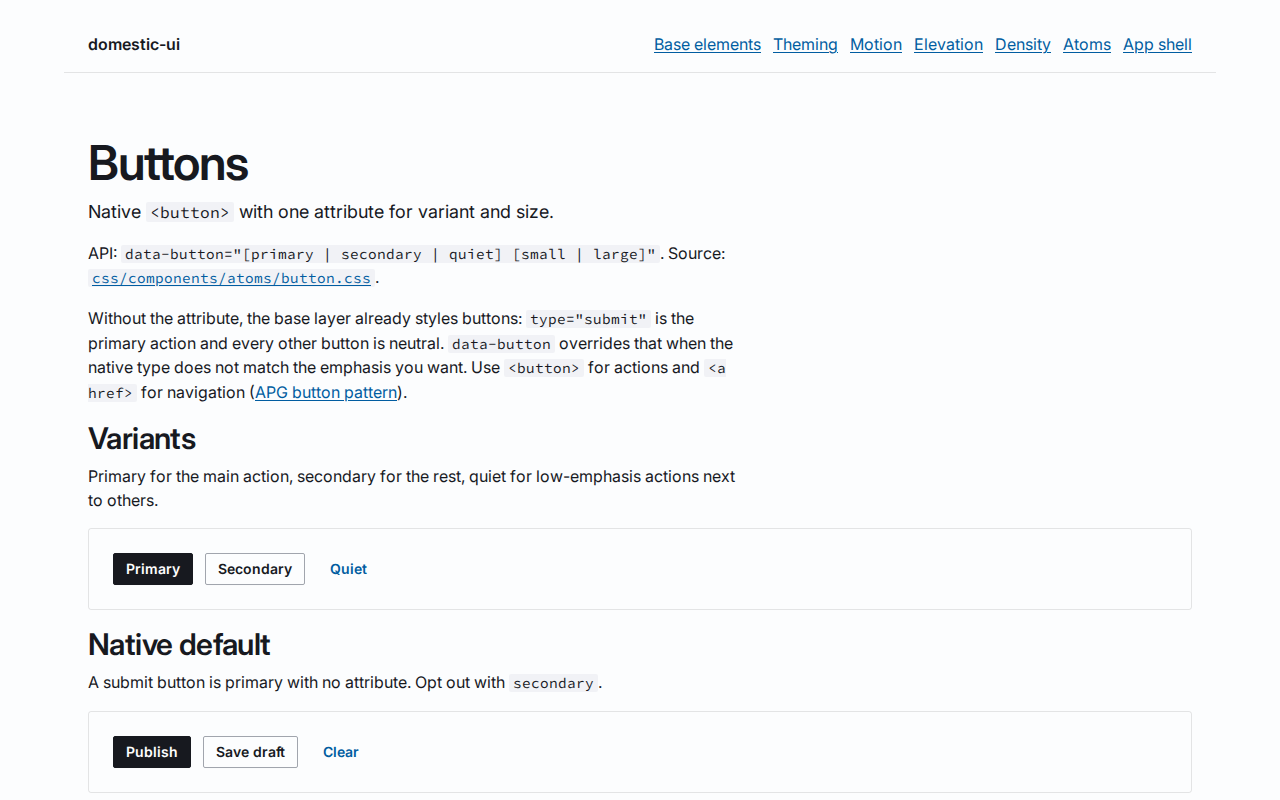 domestic-ui
Base elements Theming Motion Elevation Density Atoms App shell
Buttons
Native <button> with one attribute for variant and size.
API: data-button="[primary | secondary | quiet] [small | large]". Source:
css/components/atoms/button.css.
Without the attribute, the base layer already styles buttons: type="submit" is the
primary action and every other button is neutral. data-button overrides that when the
native type does not match the emphasis you want. Use <button> for actions and <a
href> for navigation (APG button pattern).
Variants
Primary for the main action, secondary for the rest, quiet for low-emphasis actions next
to others.
Primary Secondary Quiet
Native default
A submit button is primary with no attribute. Opt out with secondary.
Publish Save draft Clear